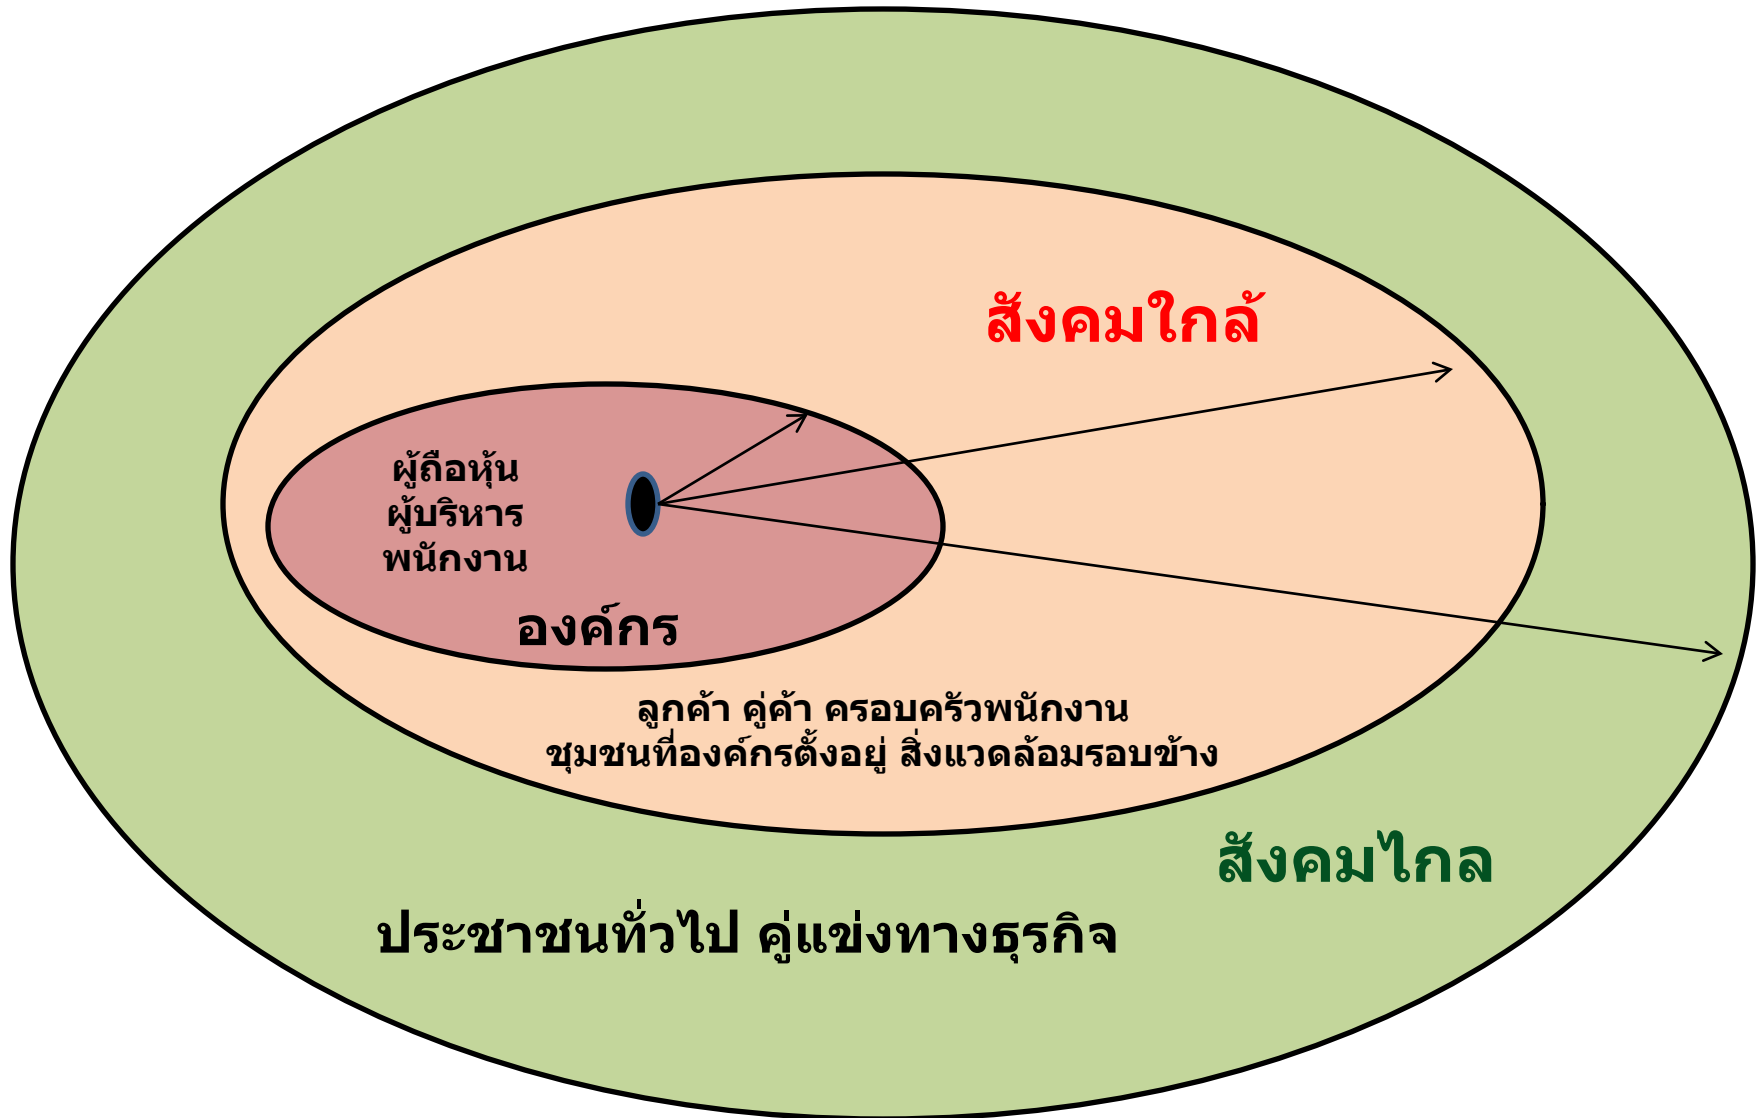 สังคมใกล้
ผู้ถือหุ้น
ผู้บริหาร
พนักงาน
องค์กร
ลูกค้า คู่ค้า ครอบครัวพนักงาน
ชุมชนที่องค์กรตั้งอยู่ สิ่งแวดล้อมรอบข้าง
สังคมไกล
ประชาชนทั่วไป คู่แข่งทางธุรกิจ